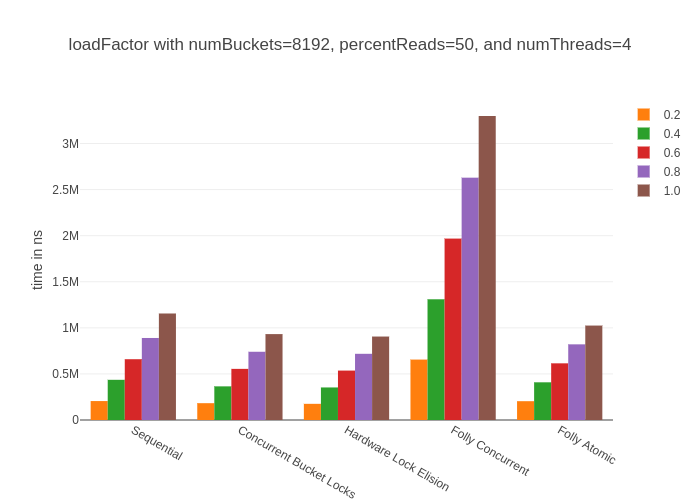 loadFactor with numBuckets=8192, percentReads=50, and numThreads=4
0.2
0.4
0.6
0.8
1.0
time in ns
3M
2.5M
2M
1.5M
1M
0.5M
0
Sequential
Concurrent Bucket Locks
Hardware Lock Elision
Folly Concurrent
Folly Atomic